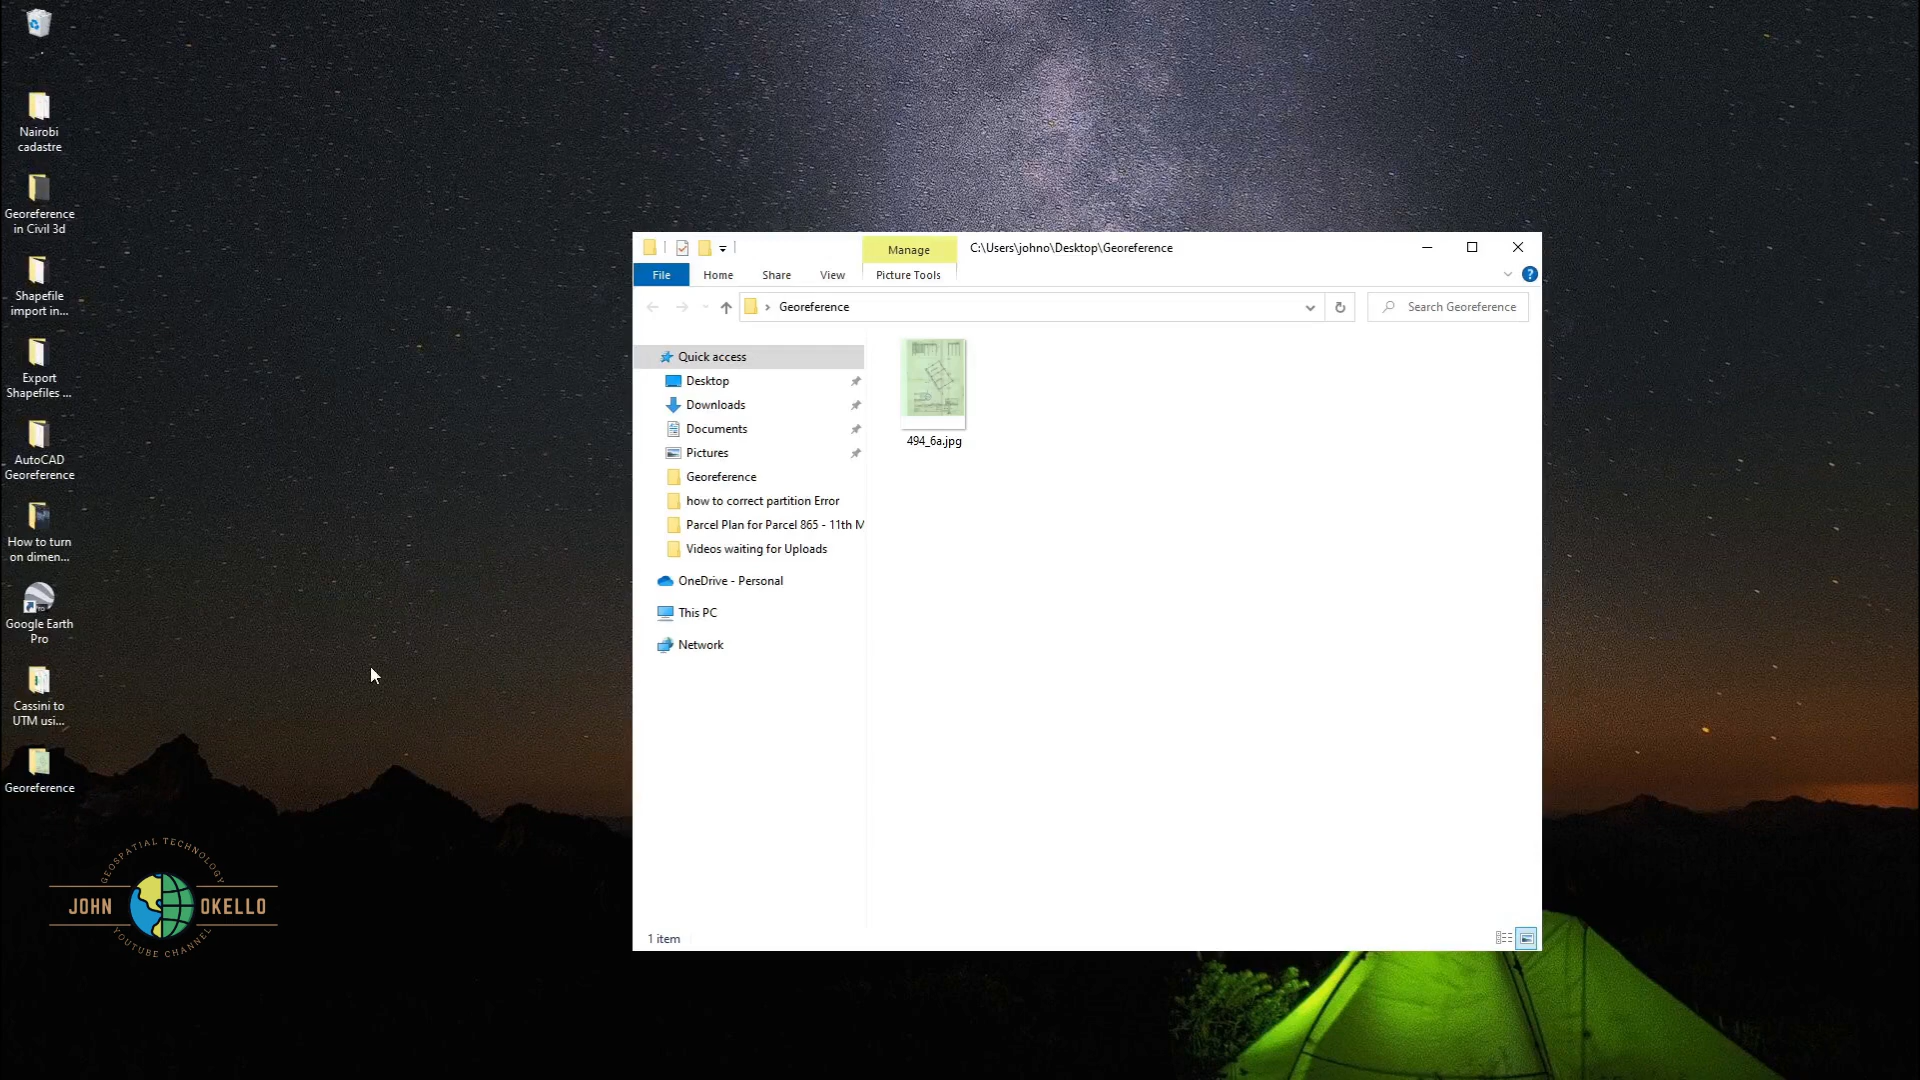 Nairobi
cadastre
Georeference
in Civil 3d
Shapefile
import in...
Export
Shapefiles ...
AutoCAD
Georeference
How to turn
on dimen...
Google Earth
Pro
Cassini to
UTM usi...
Georeference
GEOSPATIAL TECHNOLOGY
JOHN OKELLO
YOUTUBE CHANNEL
Manage C:\Users\johno\Desktop\Georeference
File Home Share View Picture Tools
Georeference Search Georeference
Quick access
Desktop
Downloads
Documents
Pictures
Georeference
how to correct partition Error
Parcel Plan for Parcel 865 - 11th M
Videos waiting for Uploads
OneDrive - Personal
This PC
Network
494_6a.jpg
1 item